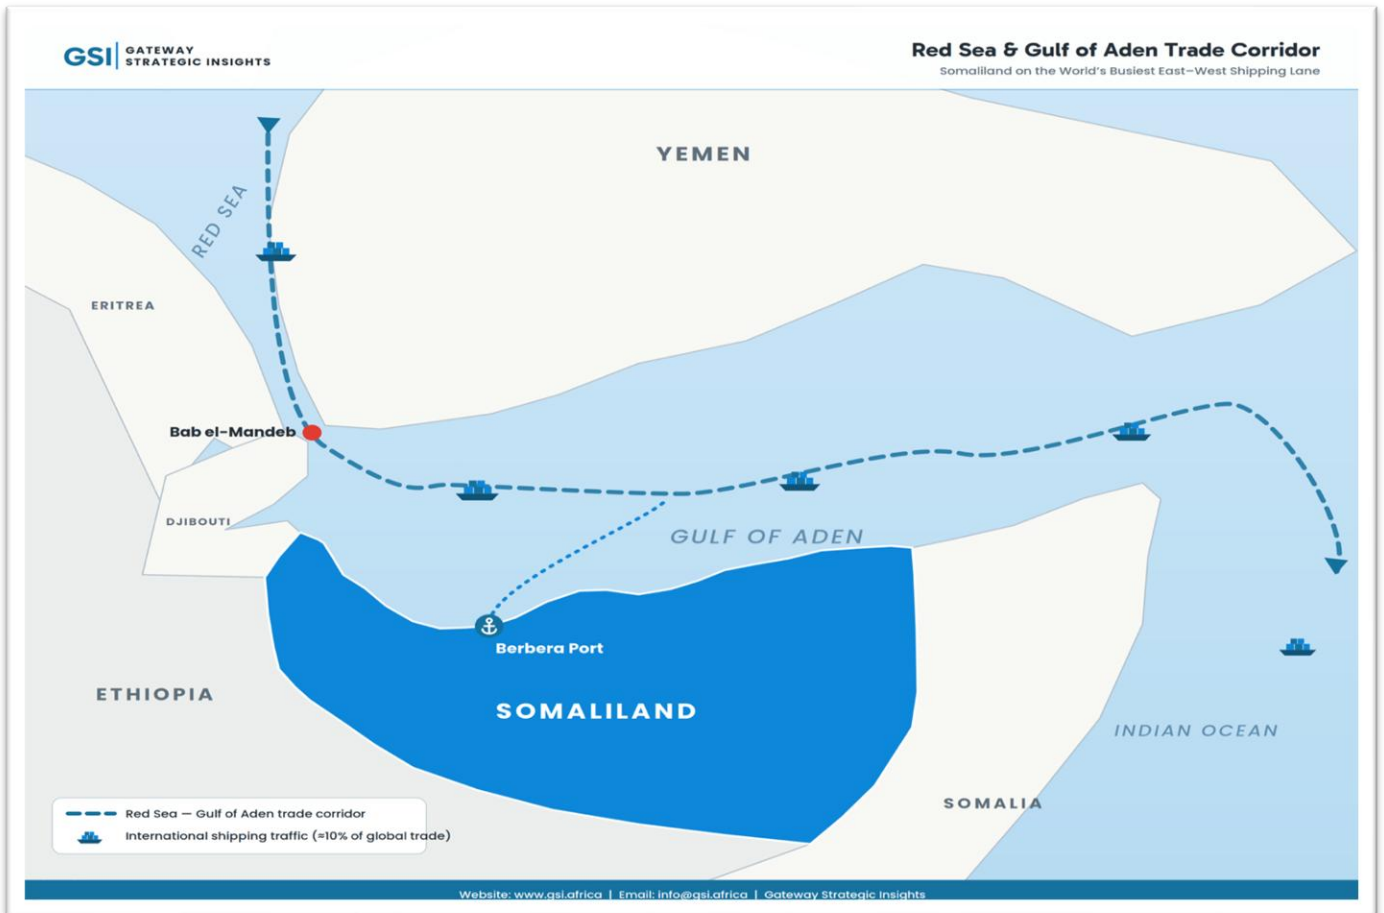 GSI
GATEWAY
STRATEGIC INSIGHTS
Red Sea & Gulf of Aden Trade Corridor
Somaliland on the World's Busiest East–West Shipping Lane
YEMEN
RED SEA
ERITREA
Bab el-Mandeb
DJIBOUTI
GULF OF ADEN
Berbera Port
ETHIOPIA
SOMALILAND
INDIAN OCEAN
SOMALIA
Red Sea — Gulf of Aden trade corridor
International shipping traffic (≈10% of global trade)
Website: www.gsi.africa | Email: info@gsi.africa | Gateway Strategic Insights